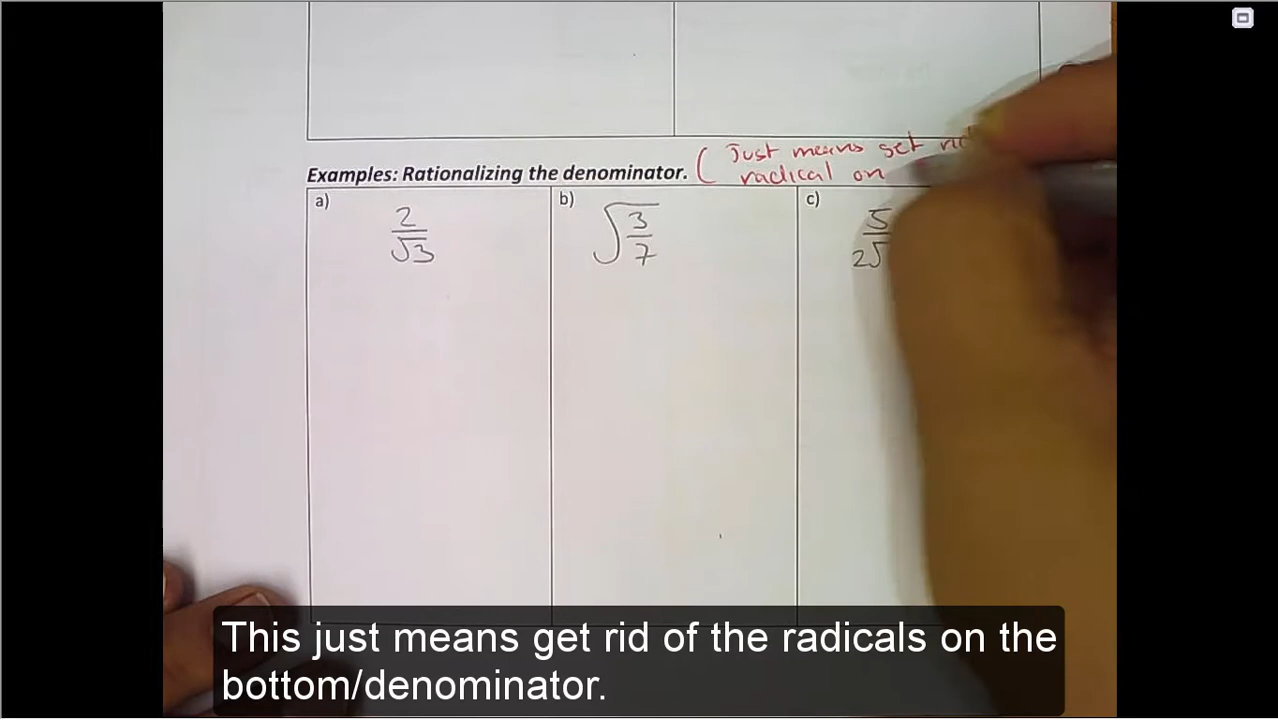 Examples: Rationalizing the denominator. ( Just means get rid
radical on
a) b) c)
2/√3 √3/7 5/2√
This just means get rid of the radicals on the
bottom/denominator.